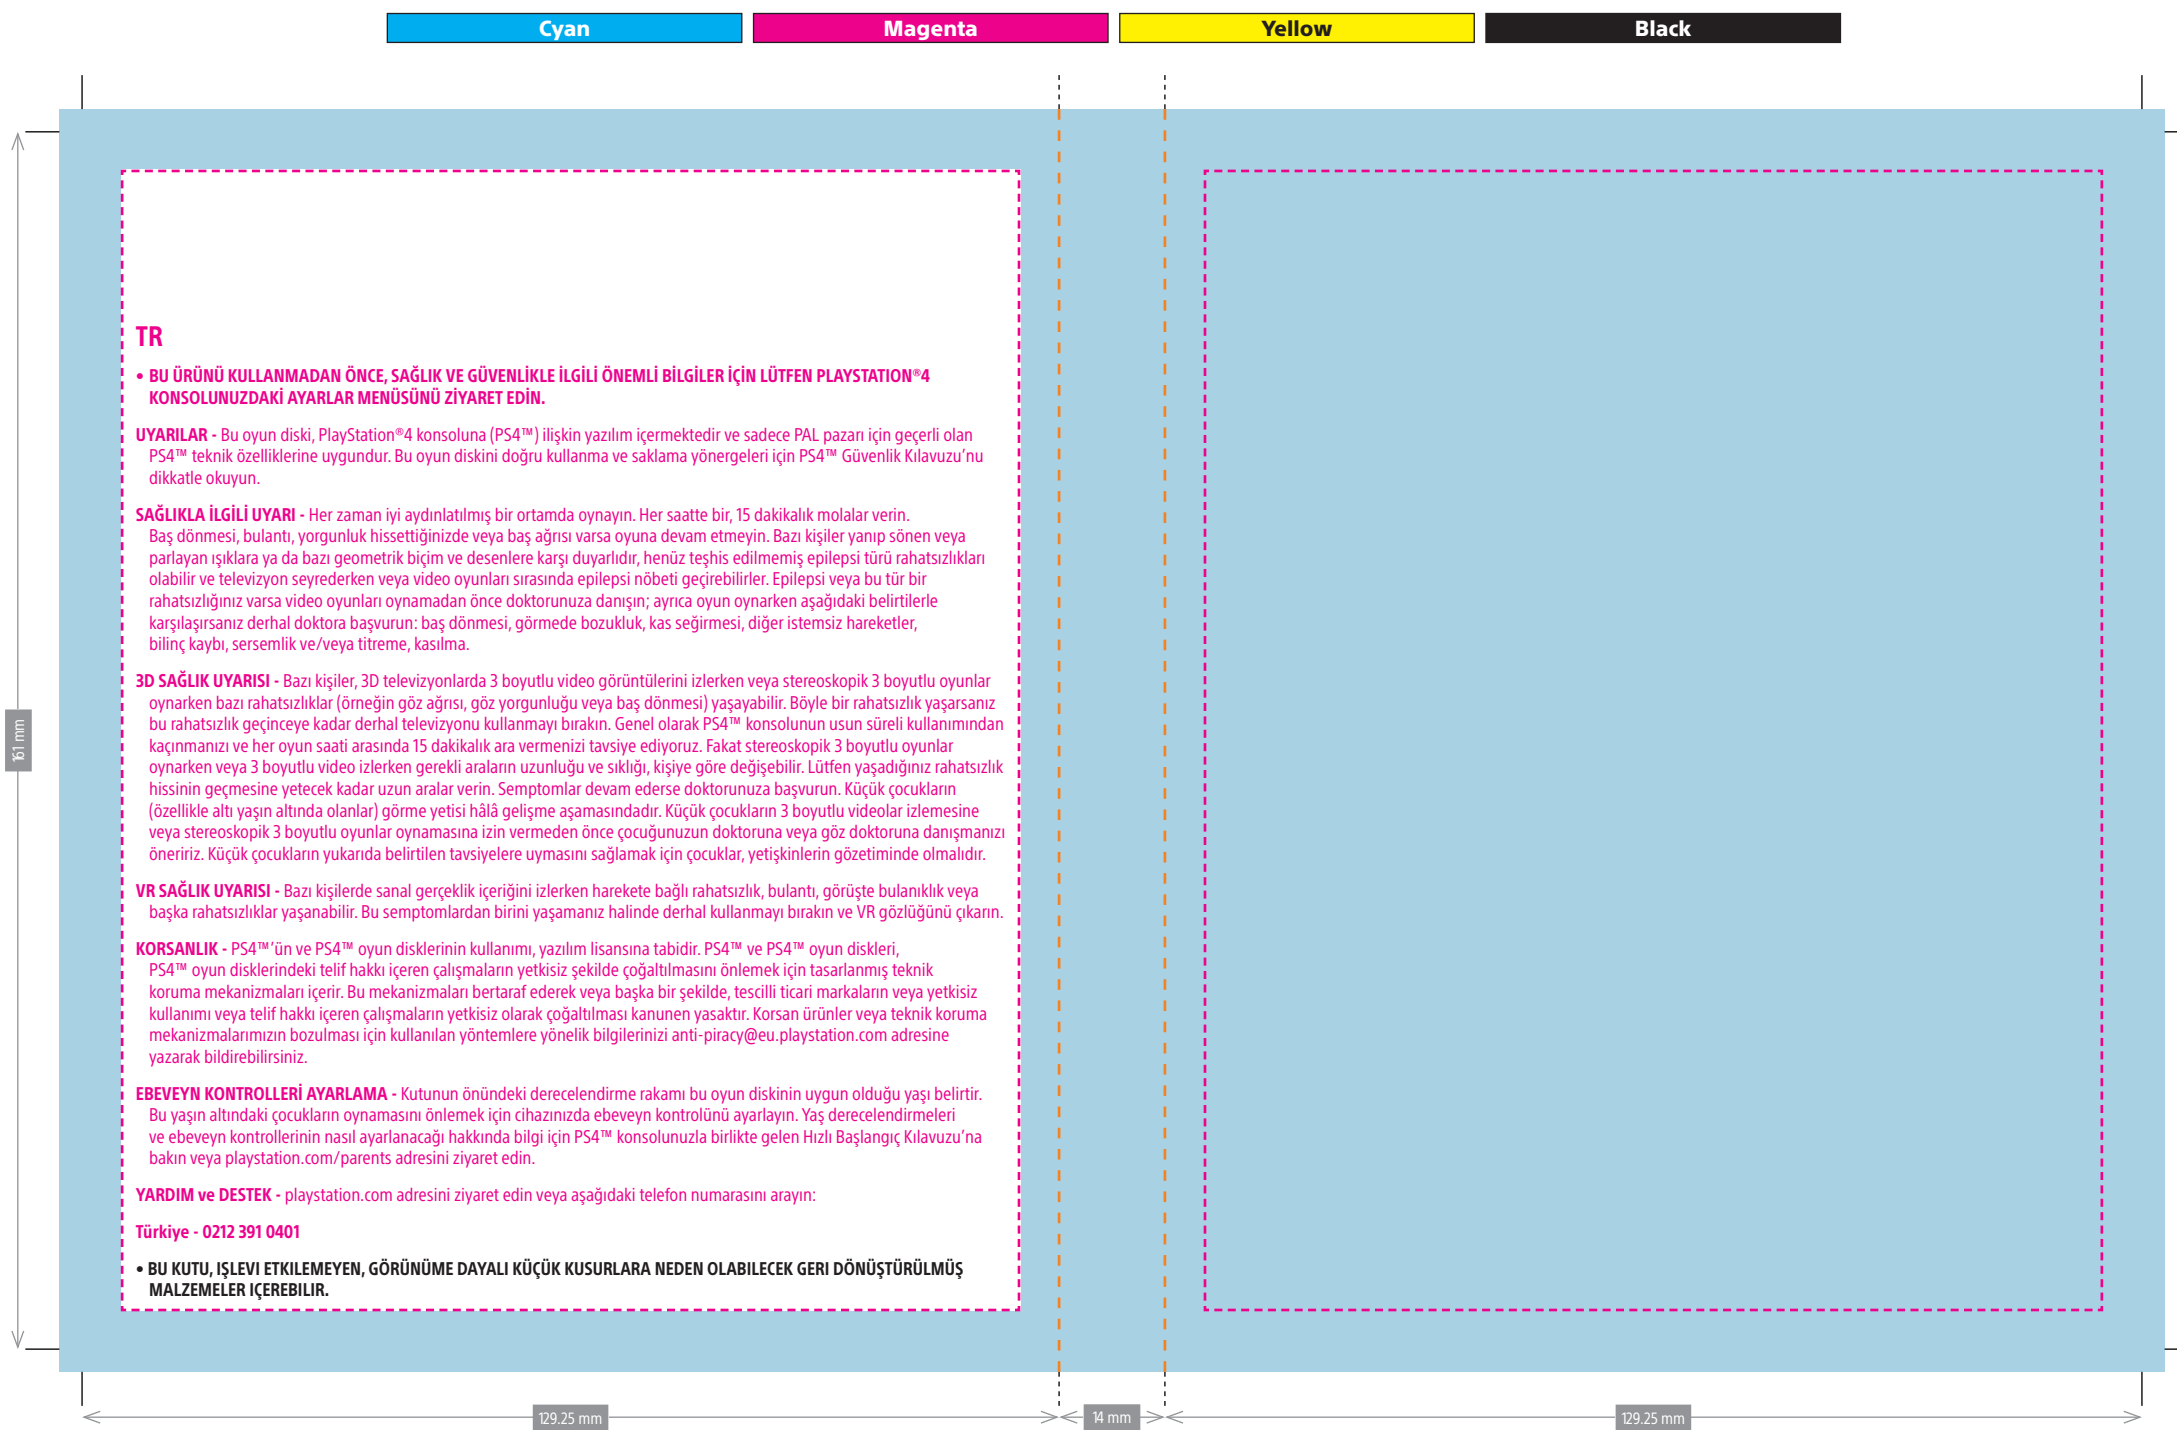 Cyan Magenta Yellow Black
TR
• BU ÜRÜNÜ KULLANMADAN ÖNCE, SAĞLIK VE GÜVENLİKLE İLGİLİ ÖNEMLİ BİLGİLER İÇİN LÜTFEN PLAYSTATION®4
KONSOLUNUZDAKİ AYARLAR MENÜSÜNÜ ZİYARET EDİN.
UYARILAR - Bu oyun diski, PlayStation®4 konsoluna (PS4™) ilişkin yazılım içermektedir ve sadece PAL pazarı için geçerli olan
PS4™ teknik özelliklerine uygundur. Bu oyun diskini doğru kullanma ve saklama yönergeleri için PS4™ Güvenlik Kılavuzu’nu
dikkatle okuyun.
SAĞLIKLA İLGİLİ UYARI - Her zaman iyi aydınlatılmış bir ortamda oynayın. Her saatte bir, 15 dakikalık molalar verin.
Baş dönmesi, bulantı, yorgunluk hissettiğinizde veya baş ağrısı varsa oyuna devam etmeyin. Bazı kişiler yanıp sönen veya
parlayan ışıklara ya da bazı geometrik biçim ve desenlere karşı duyarlıdır, henüz teşhis edilmemiş epilepsi türü rahatsızlıkları
olabilir ve televizyon seyrederken veya video oyunları sırasında epilepsi nöbeti geçirebilirler. Epilepsi veya bu tür bir
rahatsızlığınız varsa video oyunları oynamadan önce doktorunuza danışın; ayrıca oyun oynarken aşağıdaki belirtilerle
karşılaşırsanız derhal doktora başvurun: baş dönmesi, görmede bozukluk, kas seğirmesi, diğer istemsiz hareketler,
bilinç kaybı, sersemlik ve/veya titreme, kasılma.
3D SAĞLIK UYARISI - Bazı kişiler, 3D televizyonlarda 3 boyutlu video görüntülerini izlerken veya stereoskopik 3 boyutlu oyunlar
oynarken bazı rahatsızlıklar (örneğin göz ağrısı, göz yorgunluğu veya baş dönmesi) yaşayabilir. Böyle bir rahatsızlık yaşarsanız
bu rahatsızlık geçinceye kadar derhal televizyonu kullanmayı bırakın. Genel olarak PS4™ konsolunun usun süreli kullanımından
kaçınmanızı ve her oyun saati arasında 15 dakikalık ara vermenizi tavsiye ediyoruz. Fakat stereoskopik 3 boyutlu oyunlar
oynarken veya 3 boyutlu video izlerken gerekli araların uzunluğu ve sıklığı, kişiye göre değişebilir. Lütfen yaşadığınız rahatsızlık
hissinin geçmesine yetecek kadar uzun aralar verin. Semptomlar devam ederse doktorunuza başvurun. Küçük çocukların
(özellikle altı yaşın altında olanlar) görme yetisi hâlâ gelişme aşamasındadır. Küçük çocukların 3 boyutlu videolar izlemesine
veya stereoskopik 3 boyutlu oyunlar oynamasına izin vermeden önce çocuğunuzun doktoruna veya göz doktoruna danışmanızı
öneririz. Küçük çocukların yukarıda belirtilen tavsiyelere uymasını sağlamak için çocuklar, yetişkinlerin gözetiminde olmalıdır.
VR SAĞLIK UYARISI - Bazı kişilerde sanal gerçeklik içeriğini izlerken harekete bağlı rahatsızlık, bulantı, görüşte bulanıklık veya
başka rahatsızlıklar yaşanabilir. Bu semptomlardan birini yaşamanız halinde derhal kullanmayı bırakın ve VR gözlüğünü çıkarın.
KORSANLIK - PS4™’ün ve PS4™ oyun disklerinin kullanımı, yazılım lisansına tabidir. PS4™ ve PS4™ oyun diskleri,
PS4™ oyun disklerindeki telif hakkı içeren çalışmaların yetkisiz şekilde çoğaltılmasını önlemek için tasarlanmış teknik
koruma mekanizmaları içerir. Bu mekanizmaları bertaraf ederek veya başka bir şekilde, tescilli ticari markaların veya yetkisiz
kullanımı veya telif hakkı içeren çalışmaların yetkisiz olarak çoğaltılması kanunen yasaktır. Korsan ürünler veya teknik koruma
mekanizmalarımızın bozulması için kullanılan yöntemlere yönelik bilgilerinizi anti-piracy@eu.playstation.com adresine
yazarak bildirebilirsiniz.
EBEVEYN KONTROLLERİ AYARLAMA - Kutunun önündeki derecelendirme rakamı bu oyun diskinin uygun olduğu yaşı belirtir.
Bu yaşın altındaki çocukların oynamasını önlemek için cihazınızda ebeveyn kontrolünü ayarlayın. Yaş derecelendirmeleri
ve ebeveyn kontrollerinin nasıl ayarlanacağı hakkında bilgi için PS4™ konsolunuzla birlikte gelen Hızlı Başlangıç Kılavuzu’na
bakın veya playstation.com/parents adresini ziyaret edin.
YARDIM ve DESTEK - playstation.com adresini ziyaret edin veya aşağıdaki telefon numarasını arayın:
Türkiye - 0212 391 0401
• BU KUTU, IŞLEVI ETKILEMEYEN, GÖRÜNÜME DAYALI KÜÇÜK KUSURLARA NEDEN OLABILECEK GERI DÖNÜŞTÜRÜLMÜŞ
MALZEMELER IÇEREBILIR.
161 mm
129.25 mm 14 mm 129.25 mm